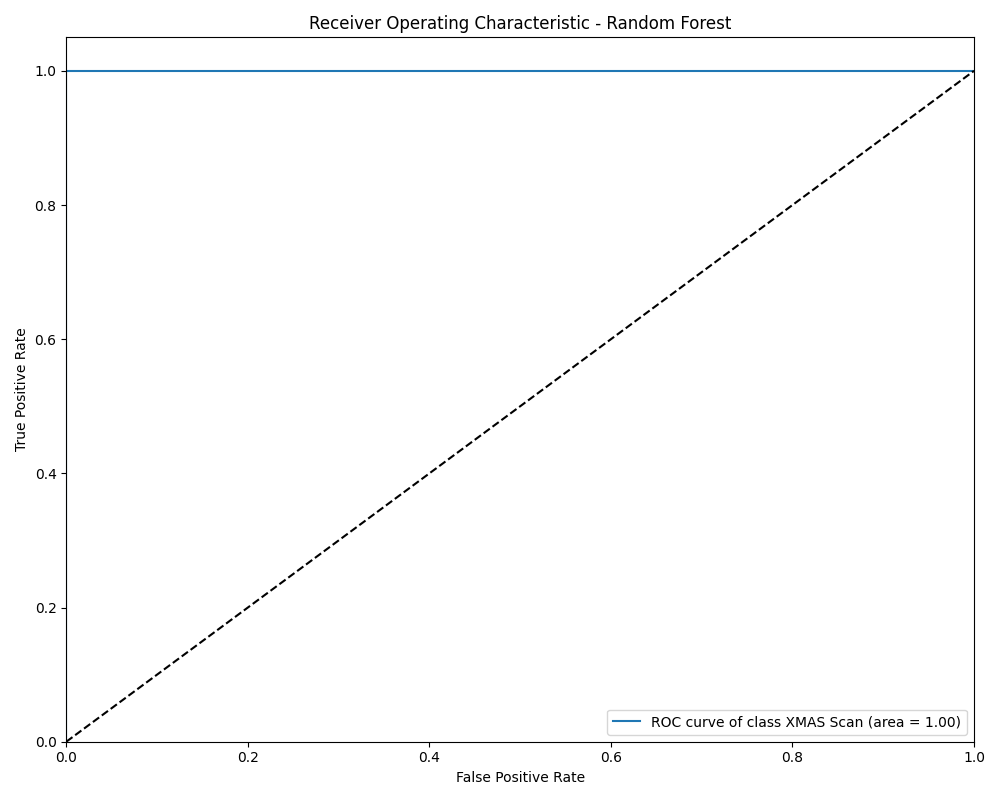 Receiver Operating Characteristic - Random Forest
1.0
0.8
0.6
0.4
0.2
0.0
True Positive Rate
ROC curve of class XMAS Scan (area = 1.00)
0.0 0.2 0.4 0.6 0.8 1.0
False Positive Rate